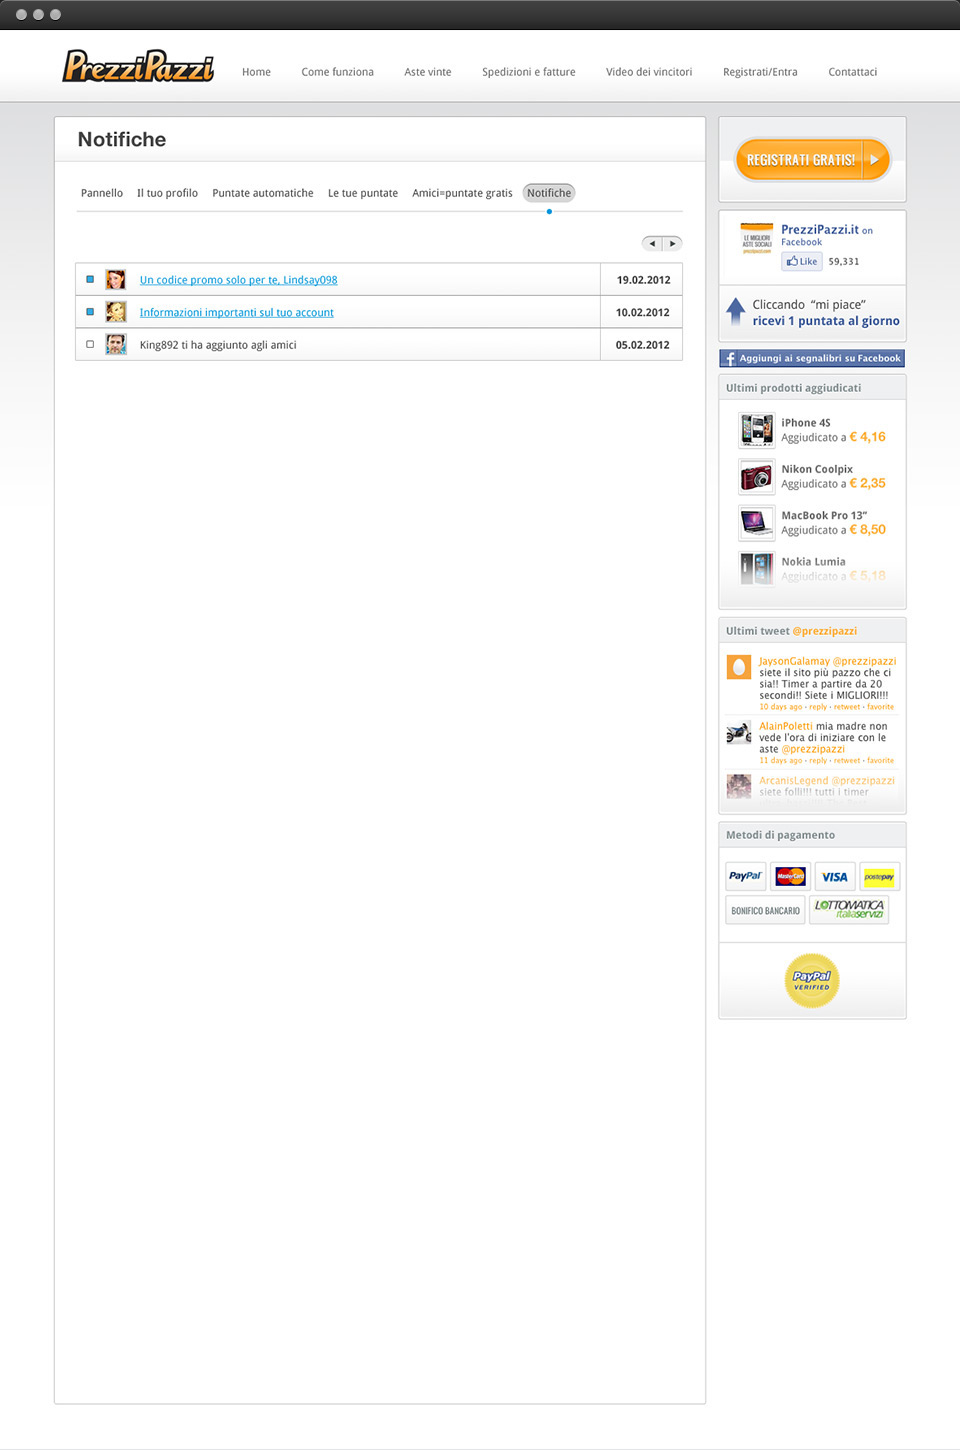 PrezziPazzi
Home Come funziona Aste vinte Spedizioni e fatture Video dei vincitori Registrati/Entra Contattaci
Notifiche
Pannello Il tuo profilo Puntate automatiche Le tue puntate Amici=puntate gratis Notifiche
Un codice promo solo per te, Lindsay098 19.02.2012
Informazioni importanti sul tuo account 10.02.2012
King892 ti ha aggiunto agli amici 05.02.2012
REGISTRATI GRATIS!
LE MIGLIORI
ASTE SOCIALI
prezzipazzi.com
PrezziPazzi.it on
Facebook
Like 59,331
Cliccando “mi piace”
ricevi 1 puntata al giorno
f Aggiungi ai segnalibri su Facebook
Ultimi prodotti aggiudicati
iPhone 4S
Aggiudicato a € 4,16
Nikon Coolpix
Aggiudicato a € 2,35
MacBook Pro 13”
Aggiudicato a € 8,50
Nokia Lumia
Aggiudicato a € 5,18
Ultimi tweet @prezzipazzi
JaysonGalamay @prezzipazzi
siete il sito più pazzo che ci
sia!! Timer a partire da 20
secondi!! Siete i MIGLIORI!!!
10 days ago • reply • retweet • favorite
AlainPoletti mia madre non
vede l'ora di iniziare con le
aste @prezzipazzi
11 days ago • reply • retweet • favorite
ArcanisLegend @prezzipazzi
siete folli!!! tutti i timer
Metodi di pagamento
PayPal MasterCard VISA postepay
BONIFICO BANCARIO LOTTOMATICA
italiaservizi
PayPal
VERIFIED